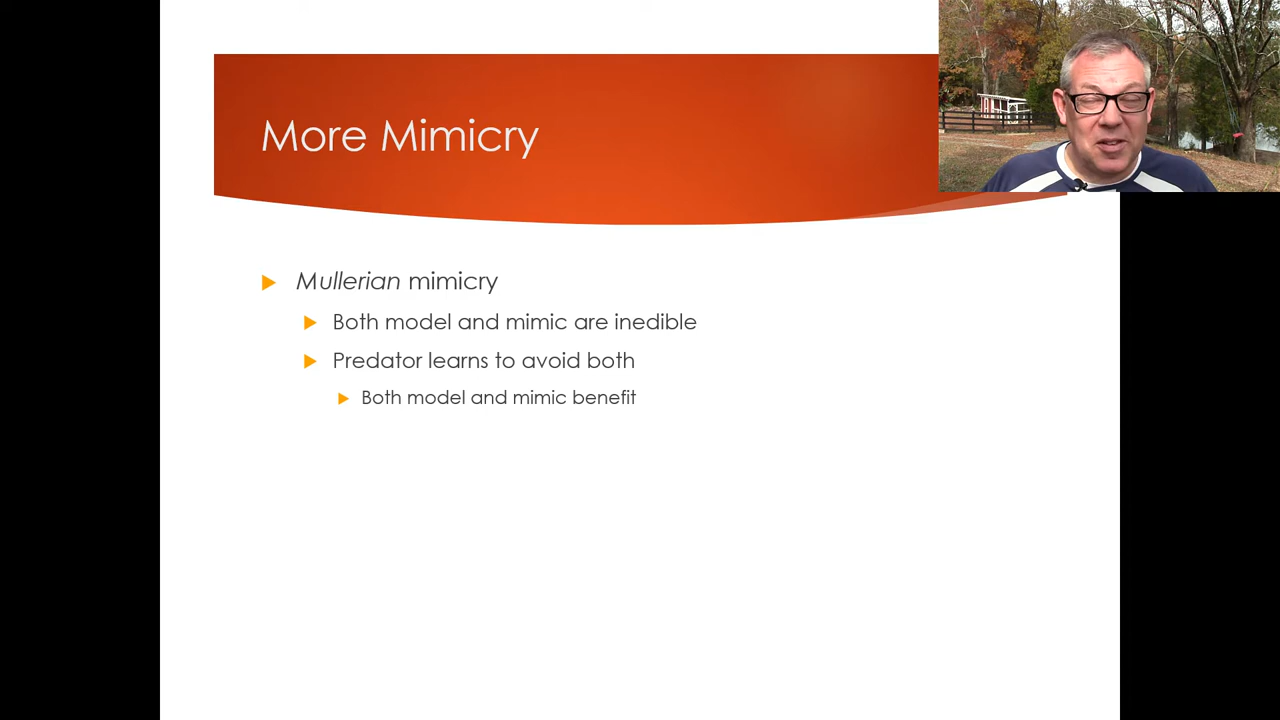 More Mimicry
Mullerian mimicry
Both model and mimic are inedible
Predator learns to avoid both
Both model and mimic benefit